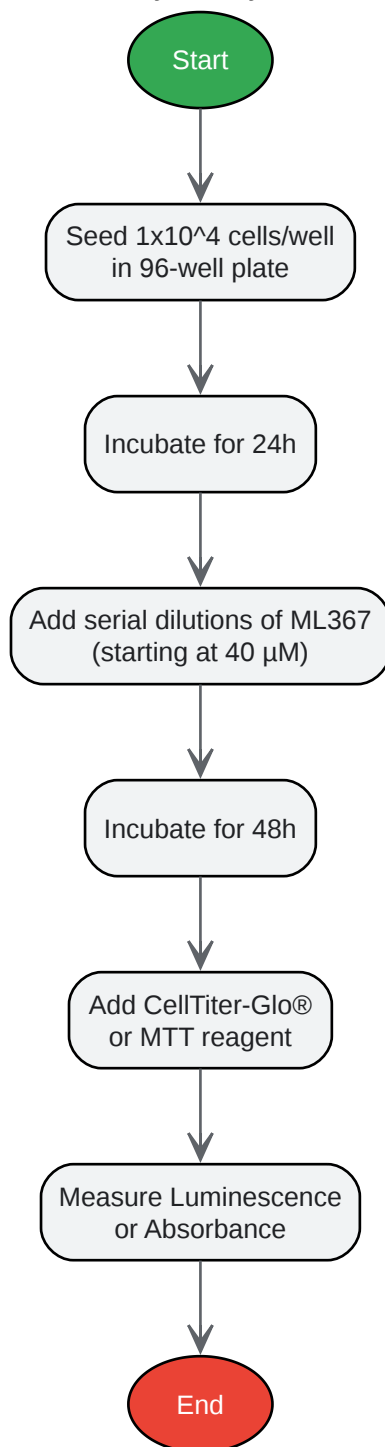 Start
Seed 1x10^4 cells/well
in 96-well plate
Incubate for 24h
Add serial dilutions of ML367
(starting at 40 µM)
Incubate for 48h
Add CellTiter-Glo®
or MTT reagent
Measure Luminescence
or Absorbance
End